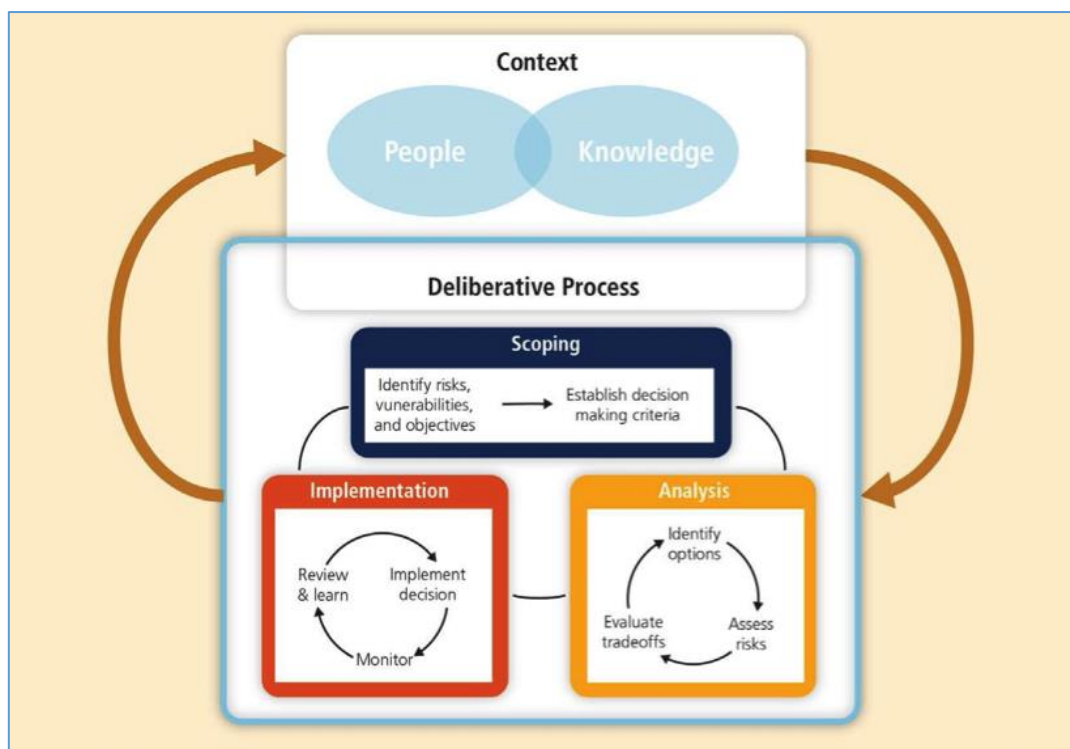 Context
People
Knowledge
Deliberative Process
Scoping
Identify risks,
vunerabilities,
and objectives
Establish decision
making criteria
Implementation
Review
& learn
Implement
decision
Monitor
Analysis
Identify
options
Evaluate
tradeoffs
Assess
risks